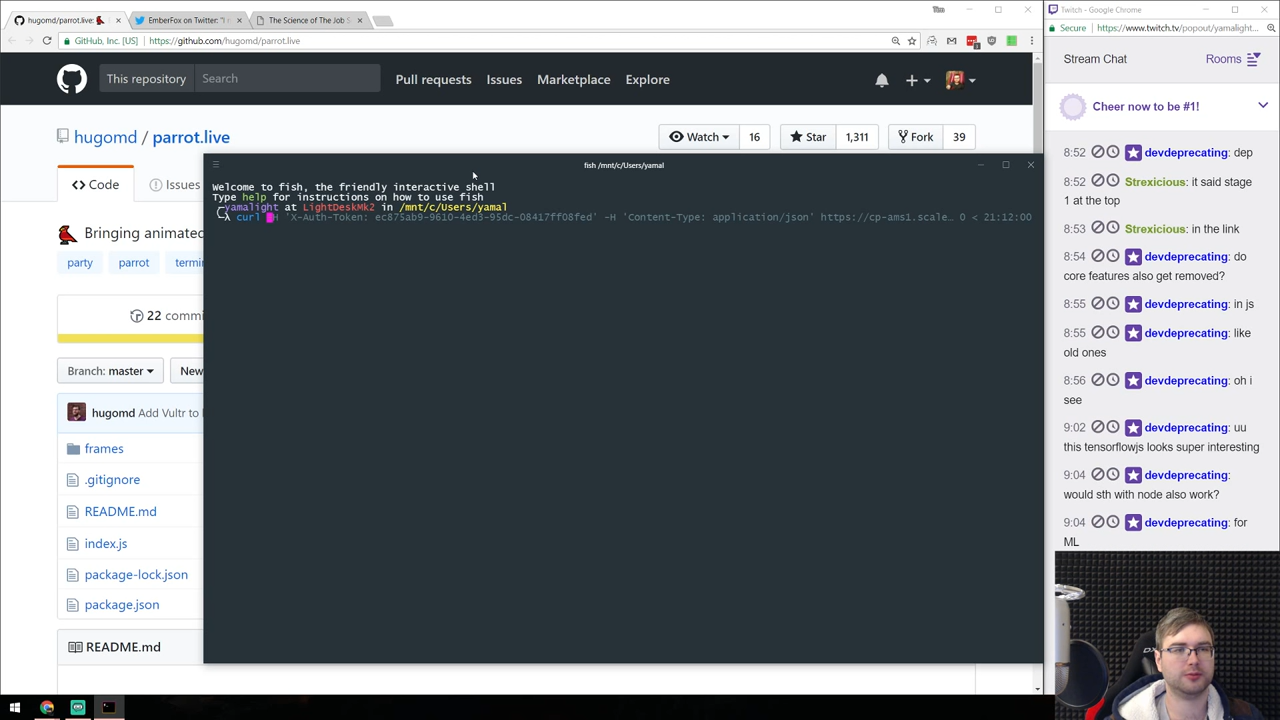 hugomd/parrot.live:
EmberFox on Twitter: "I
The Science of The Job S
Tim
GitHub, Inc. [US]
https://github.com/hugomd/parrot.live
This repository
Search
Pull requests
Issues
Marketplace
Explore
hugomd / parrot.live
Watch
16
Star
1,311
Fork
39
Code
Issues
Bringing animated
party
parrot
termi
22 commi
Branch: master
New
hugomd Add Vultr to
frames
.gitignore
README.md
index.js
package-lock.json
package.json
README.md
fish /mnt/c/Users/yamal
Welcome to fish, the friendly interactive shell
Type help for instructions on how to use fish
yamalight at LightDeskMk2 in /mnt/c/Users/yamal
λ curl -H 'X-Auth-Token: ec875ab9-9610-4ed3-95dc-08417ff08fed' -H 'Content-Type: application/json' https://cp-ams1.scale… 0 < 21:12:00
Twitch - Google Chrome
Secure
https://www.twitch.tv/popout/yamalight...
Stream Chat
Rooms
Cheer now to be #1!
8:52 devdeprecating: dep
8:52 Strexicious: it said stage
1 at the top
8:53 Strexicious: in the link
8:54 devdeprecating: do
core features also get removed?
8:55 devdeprecating: in js
8:55 devdeprecating: like
old ones
8:56 devdeprecating: oh i
see
9:02 devdeprecating: uu
this tensorflowjs looks super interesting
9:04 devdeprecating:
would sth with node also work?
9:04 devdeprecating: for
ML